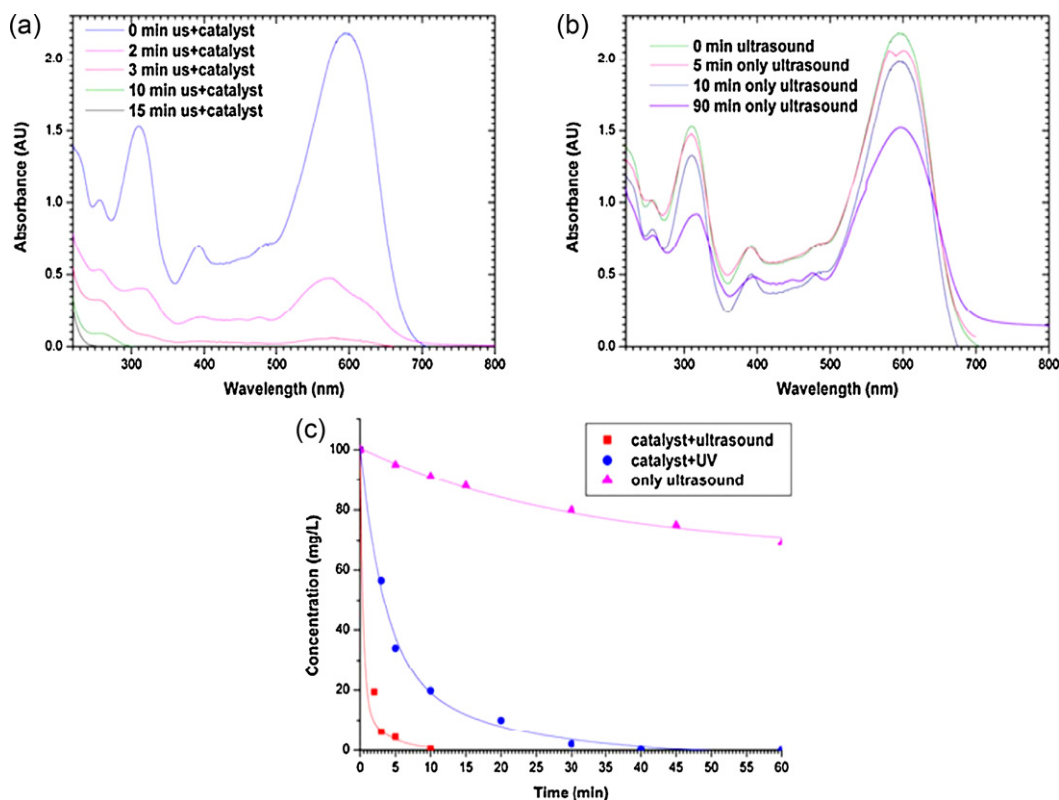 (a)
0 min us+catalyst
2 min us+catalyst
3 min us+catalyst
10 min us+catalyst
15 min us+catalyst
2.0
1.5
1.0
0.5
0.0
Absorbance (AU)
300 400 500 600 700 800
Wavelength (nm)
(b)
0 min ultrasound
5 min only ultrasound
10 min only ultrasound
90 min only ultrasound
2.0
1.5
1.0
0.5
0.0
Absorbance (AU)
300 400 500 600 700 800
Wavelength (nm)
(c)
catalyst+ultrasound
catalyst+UV
only ultrasound
100
80
60
40
20
0
Concentration (mg/L)
0 5 10 15 20 25 30 35 40 45 50 55 60
Time (min)